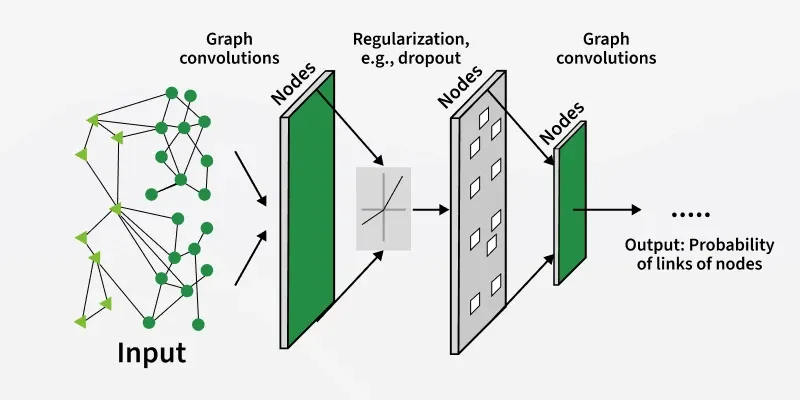 Graph
convolutions
Regularization,
e.g., dropout
Graph
convolutions
Nodes
Nodes
Nodes
.....
Output: Probability
of links of nodes
Input